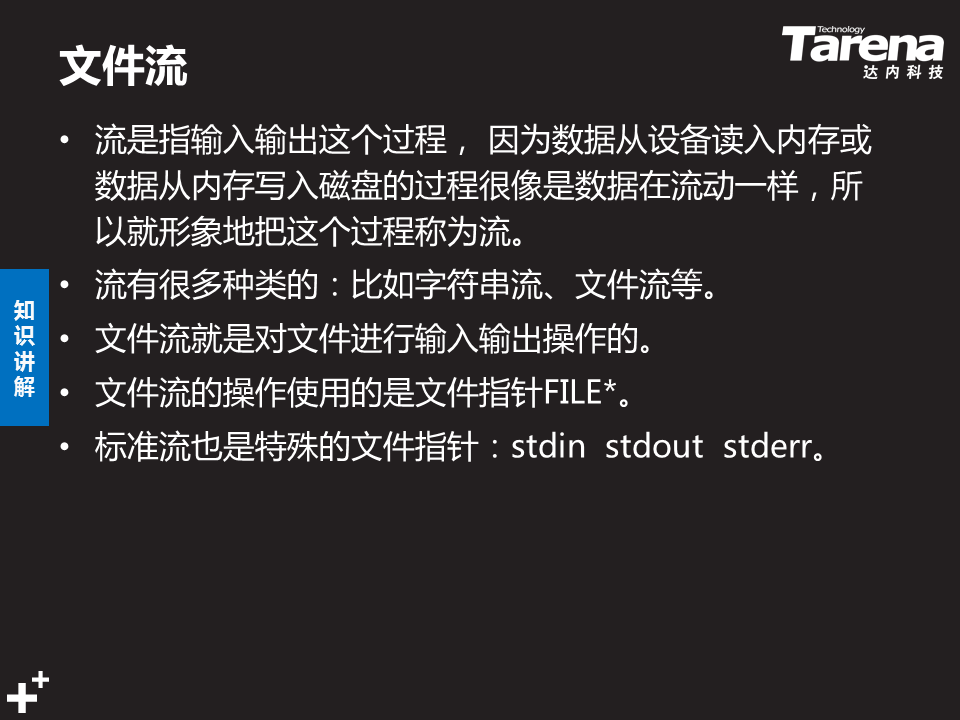 文件流
Technology
Tarena
达内科技
• 流是指输入输出这个过程， 因为数据从设备读入内存或
数据从内存写入磁盘的过程很像是数据在流动一样，所
以就形象地把这个过程称为流。
• 流有很多种类的：比如字符串流、文件流等。
• 文件流就是对文件进行输入输出操作的。
• 文件流的操作使用的是文件指针FILE*。
• 标准流也是特殊的文件指针：stdin stdout stderr。
知
识
讲
解